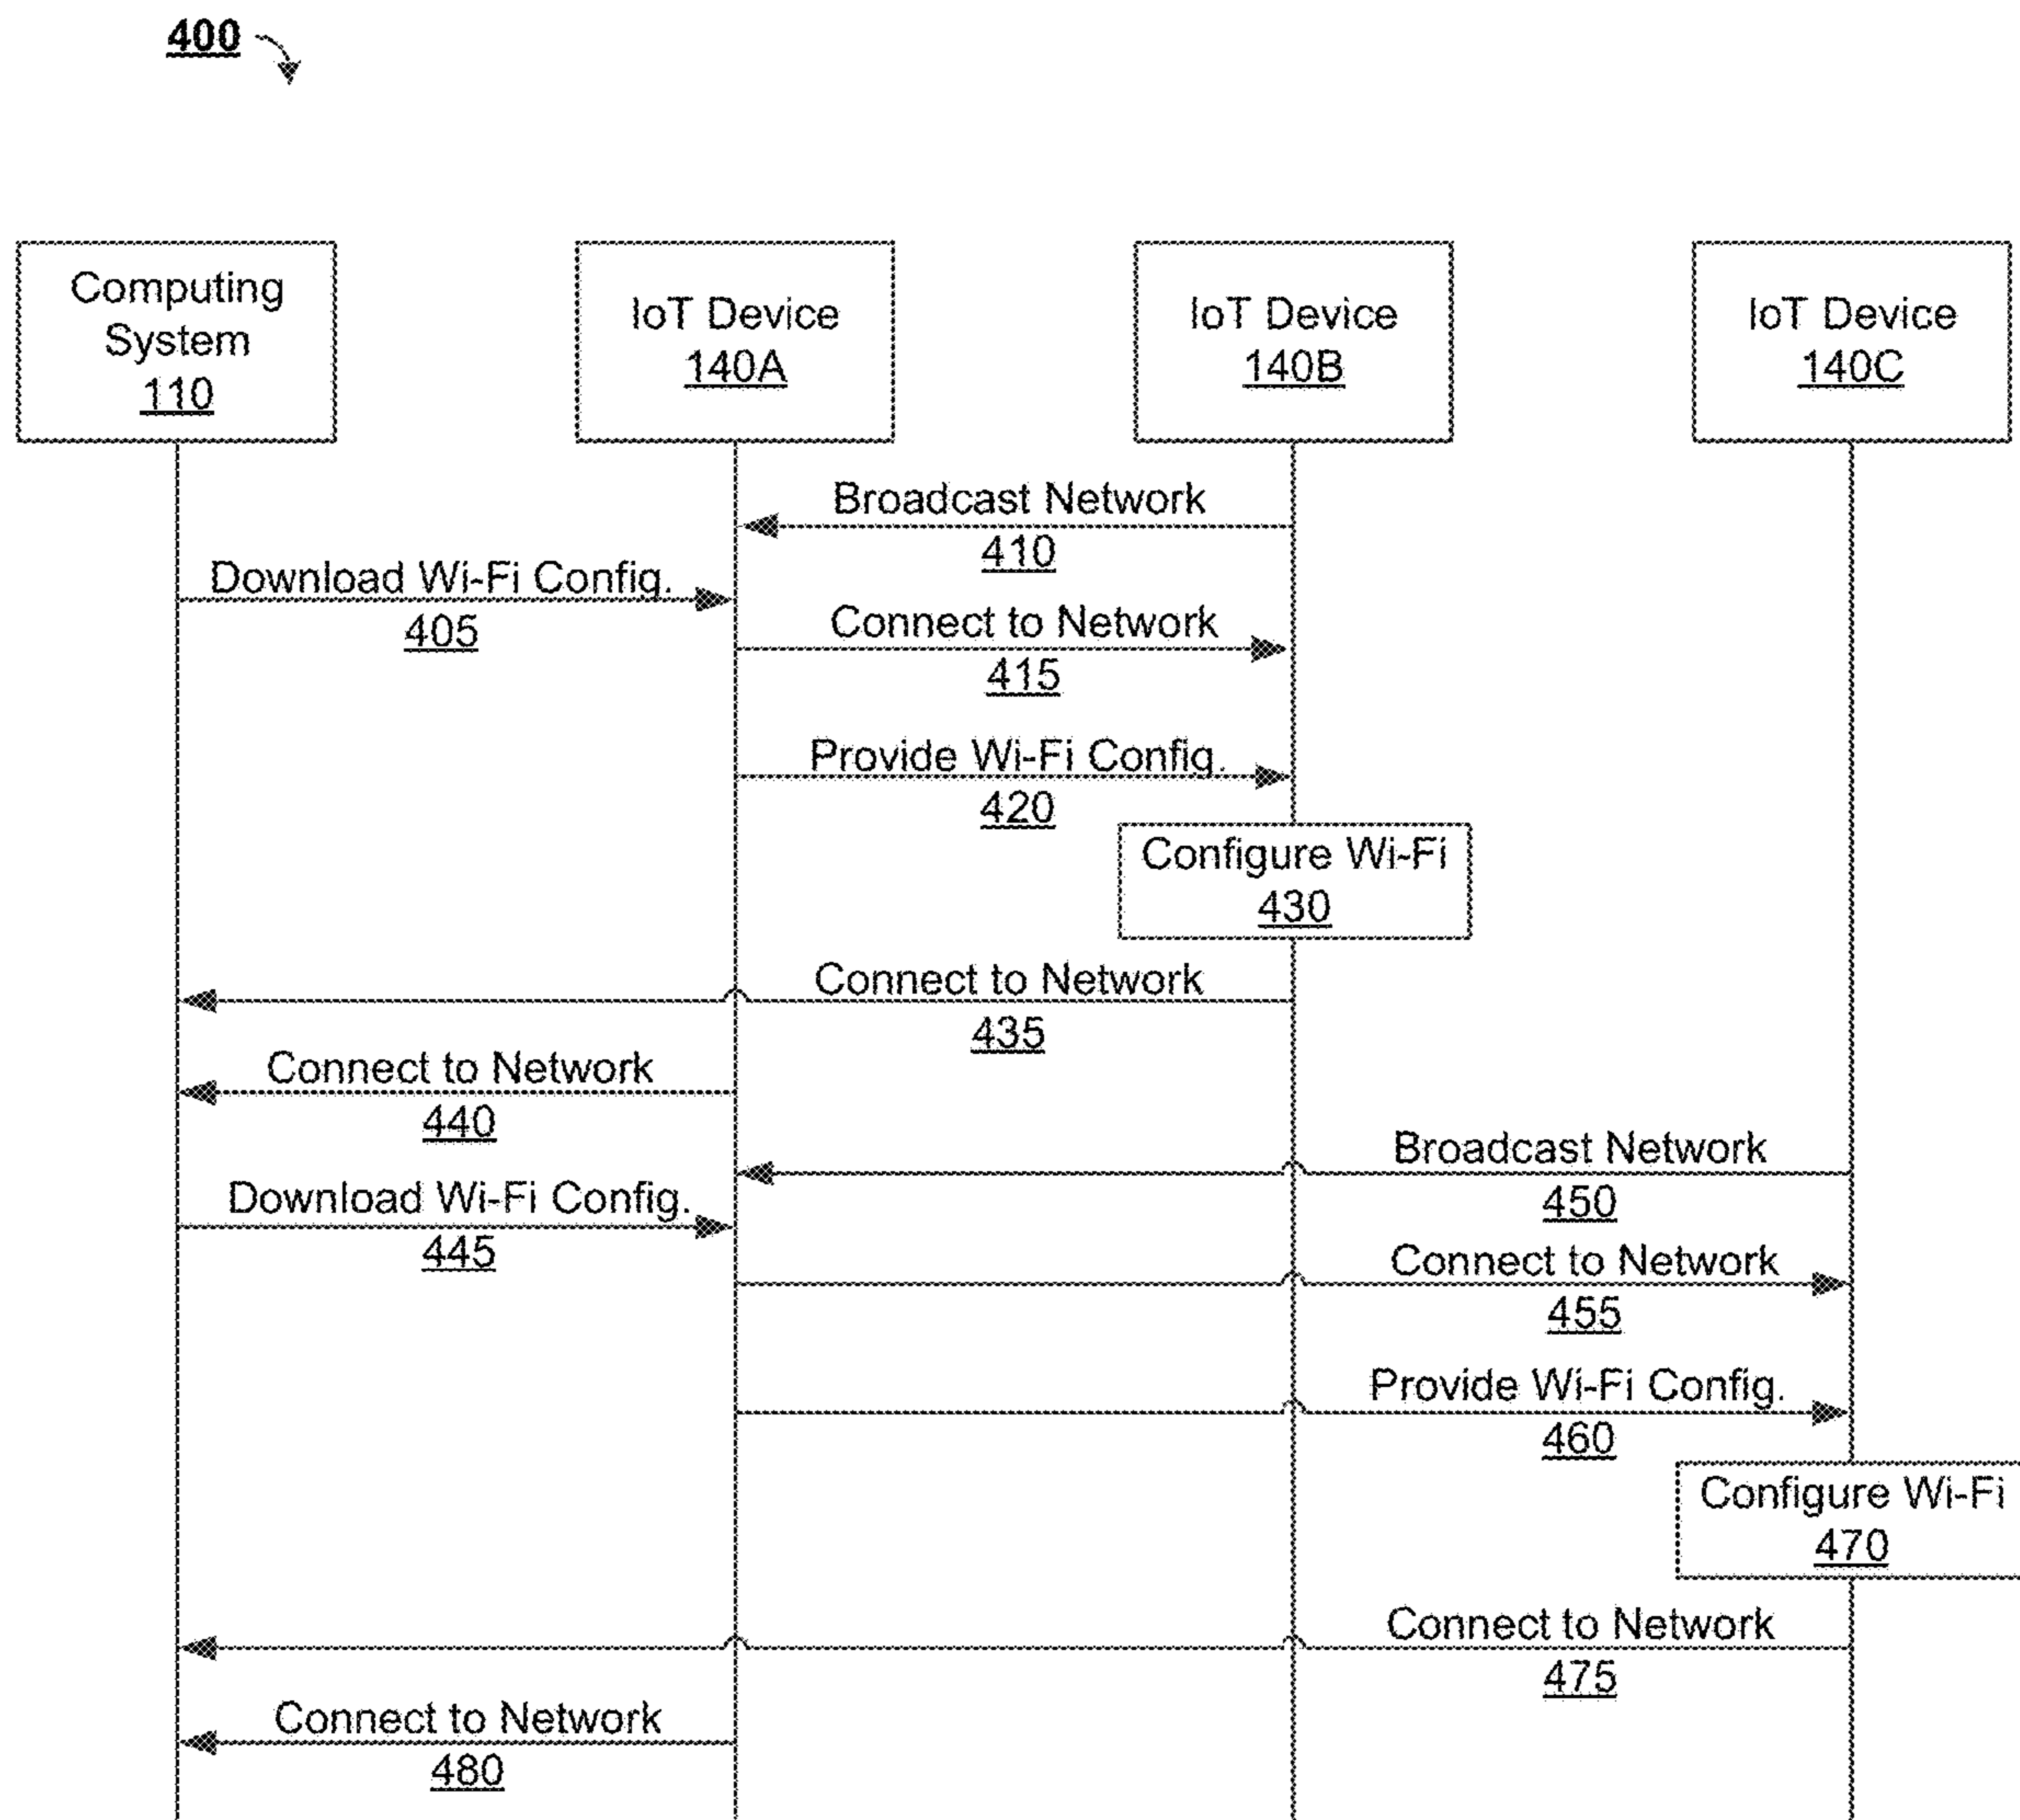 400
Computing
System
110
IoT Device
140A
IoT Device
140B
IoT Device
140C
Broadcast Network
410
Download Wi-Fi Config.
405
Connect to Network
415
Provide Wi-Fi Config.
420
Configure Wi-Fi
430
Connect to Network
435
Connect to Network
440
Broadcast Network
450
Download Wi-Fi Config.
445
Connect to Network
455
Provide Wi-Fi Config.
460
Configure Wi-Fi
470
Connect to Network
475
Connect to Network
480